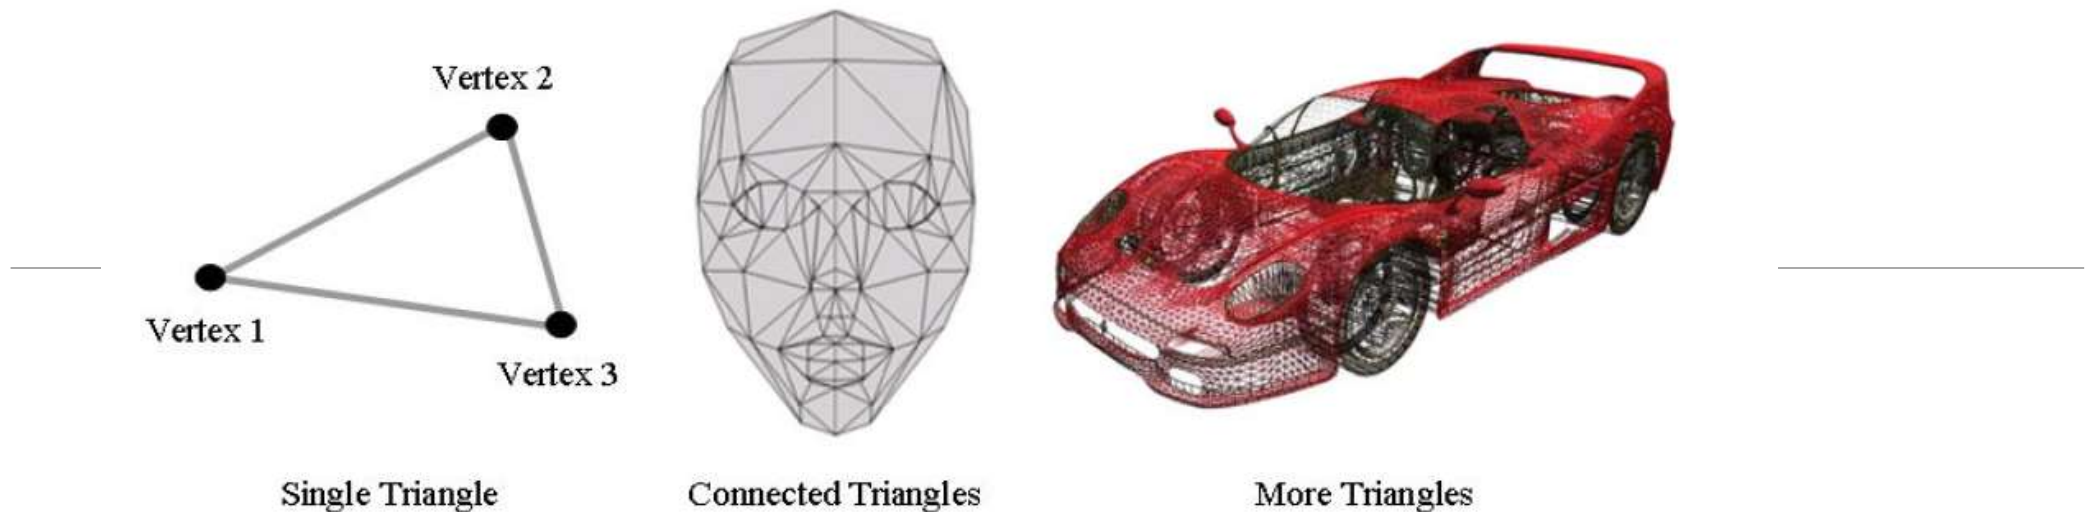 Vertex 2
Vertex 1
Vertex 3
Single Triangle
Connected Triangles
More Triangles